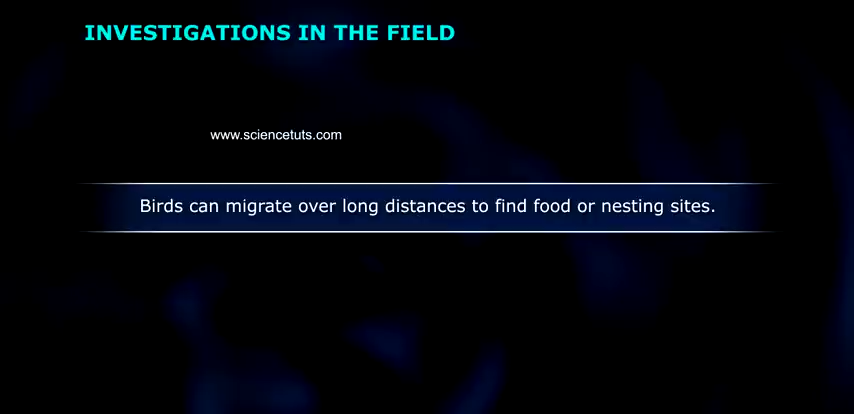 INVESTIGATIONS IN THE FIELD
www.sciencetuts.com
Birds can migrate over long distances to find food or nesting sites.